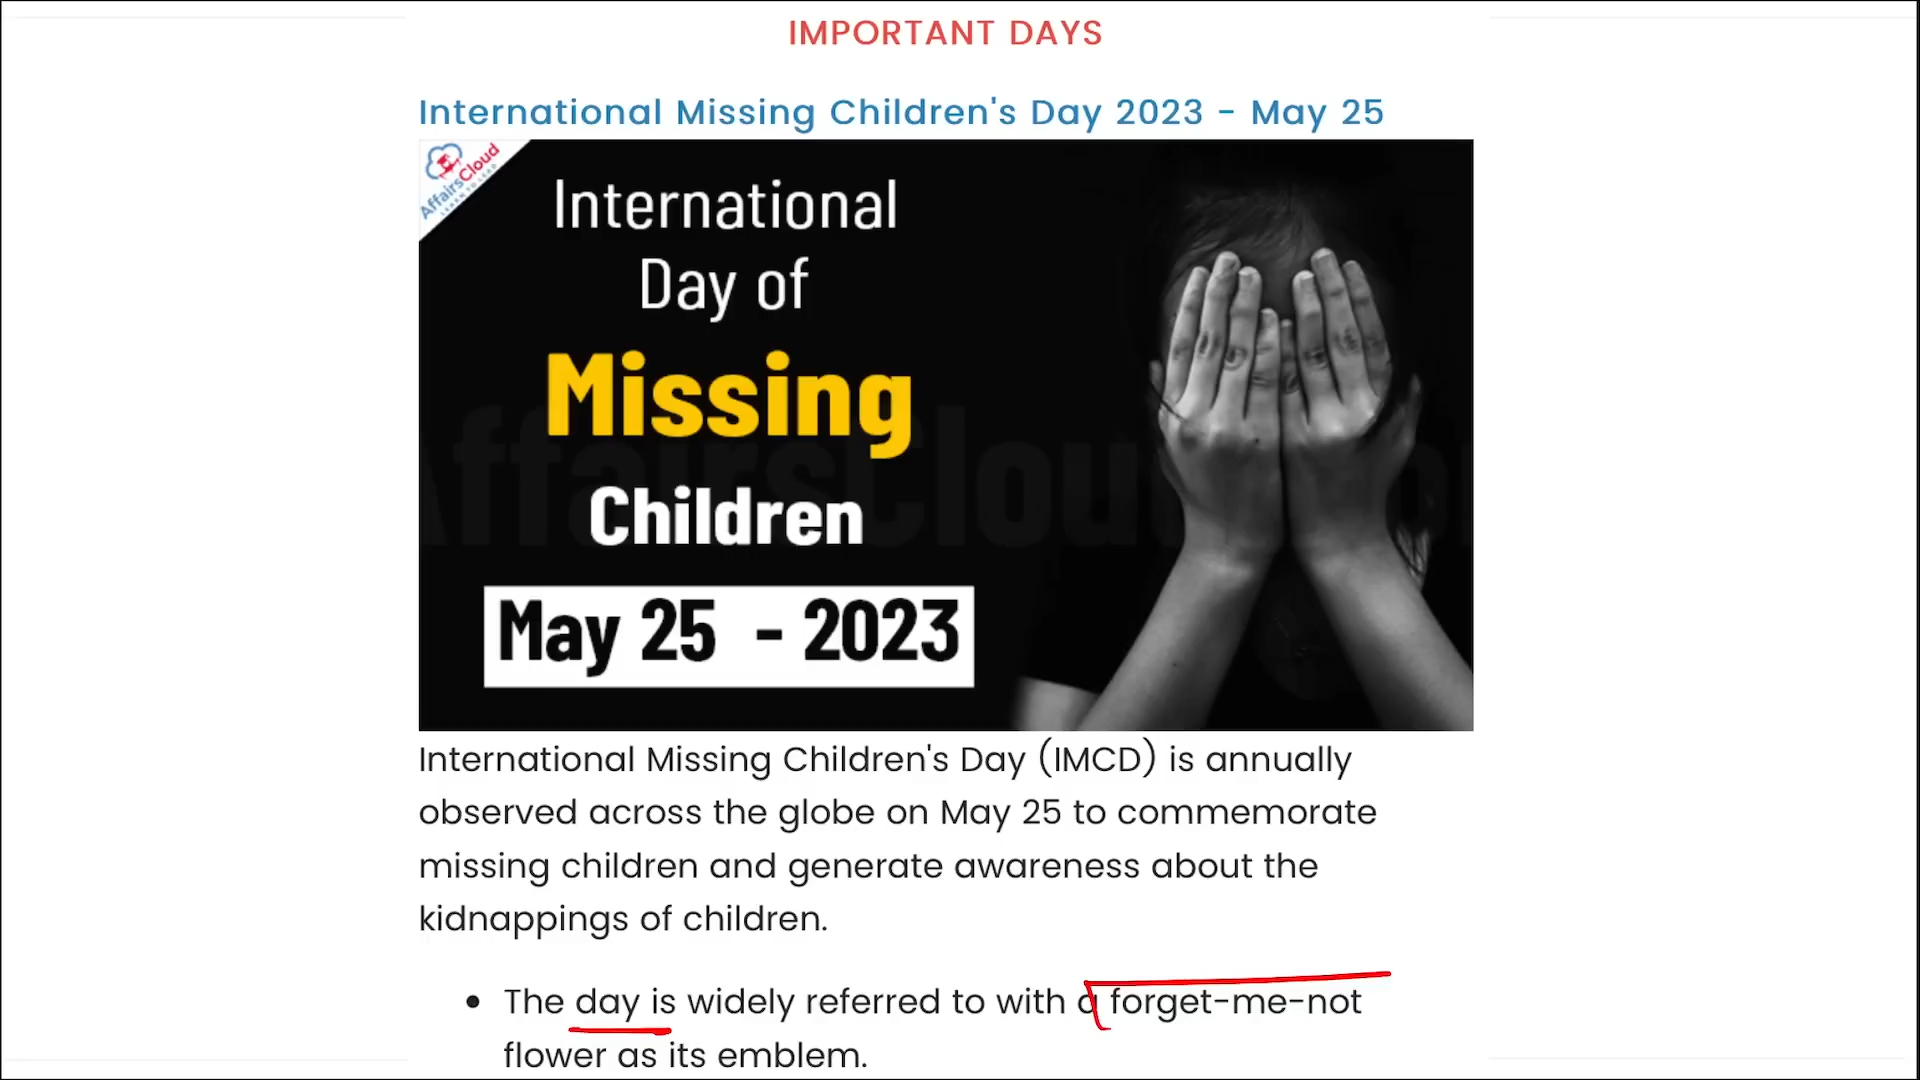 IMPORTANT DAYS
International Missing Children's Day 2023 - May 25
AffairsCloud
International
Day of
Missing
Children
May 25 - 2023
International Missing Children's Day (IMCD) is annually
observed across the globe on May 25 to commemorate
missing children and generate awareness about the
kidnappings of children.
• The day is widely referred to with a forget-me-not
flower as its emblem.